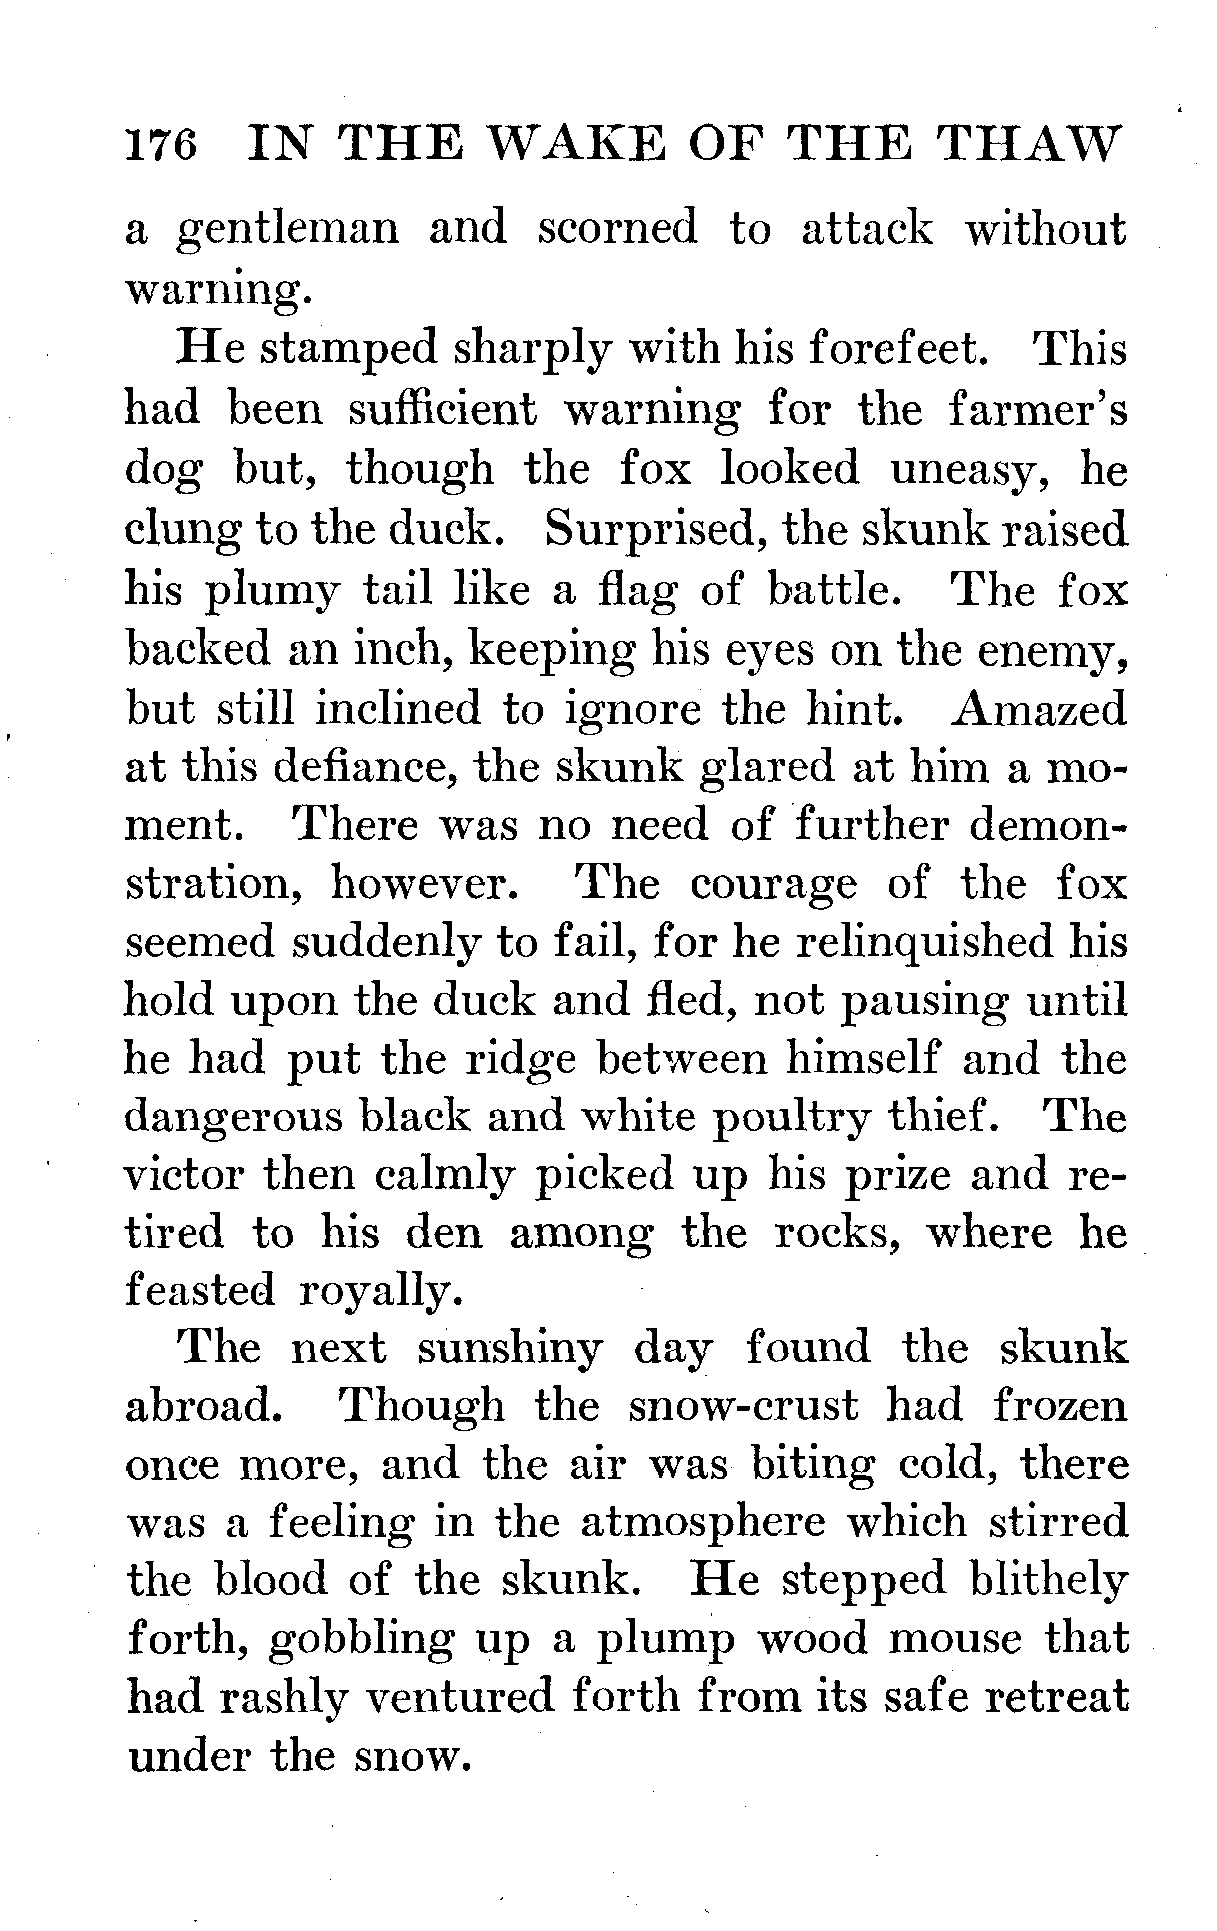 176 IN THE WAKE OF THE THAW
a gentleman and scorned to attack without
warning.
He stamped sharply with his forefeet. This
had been sufficient warning for the farmer's
dog but, though the fox looked uneasy, he
clung to the duck. Surprised, the skunk raised
his plumy tail like a flag of battle. The fox
backed an inch, keeping his eyes on the enemy,
but still inclined to ignore the hint. Amazed
at this defiance, the skunk glared at him a mo-
ment. There was no need of further demon-
stration, however. The courage of the fox
seemed suddenly to fail, for he relinquished his
hold upon the duck and fled, not pausing until
he had put the ridge between himself and the
dangerous black and white poultry thief. The
victor then calmly picked up his prize and re-
tired to his den among the rocks, where he
feasted royally.
The next sunshiny day found the skunk
abroad. Though the snow-crust had frozen
once more, and the air was biting cold, there
was a feeling in the atmosphere which stirred
the blood of the skunk. He stepped blithely
forth, gobbling up a plump wood mouse that
had rashly ventured forth from its safe retreat
under the snow.